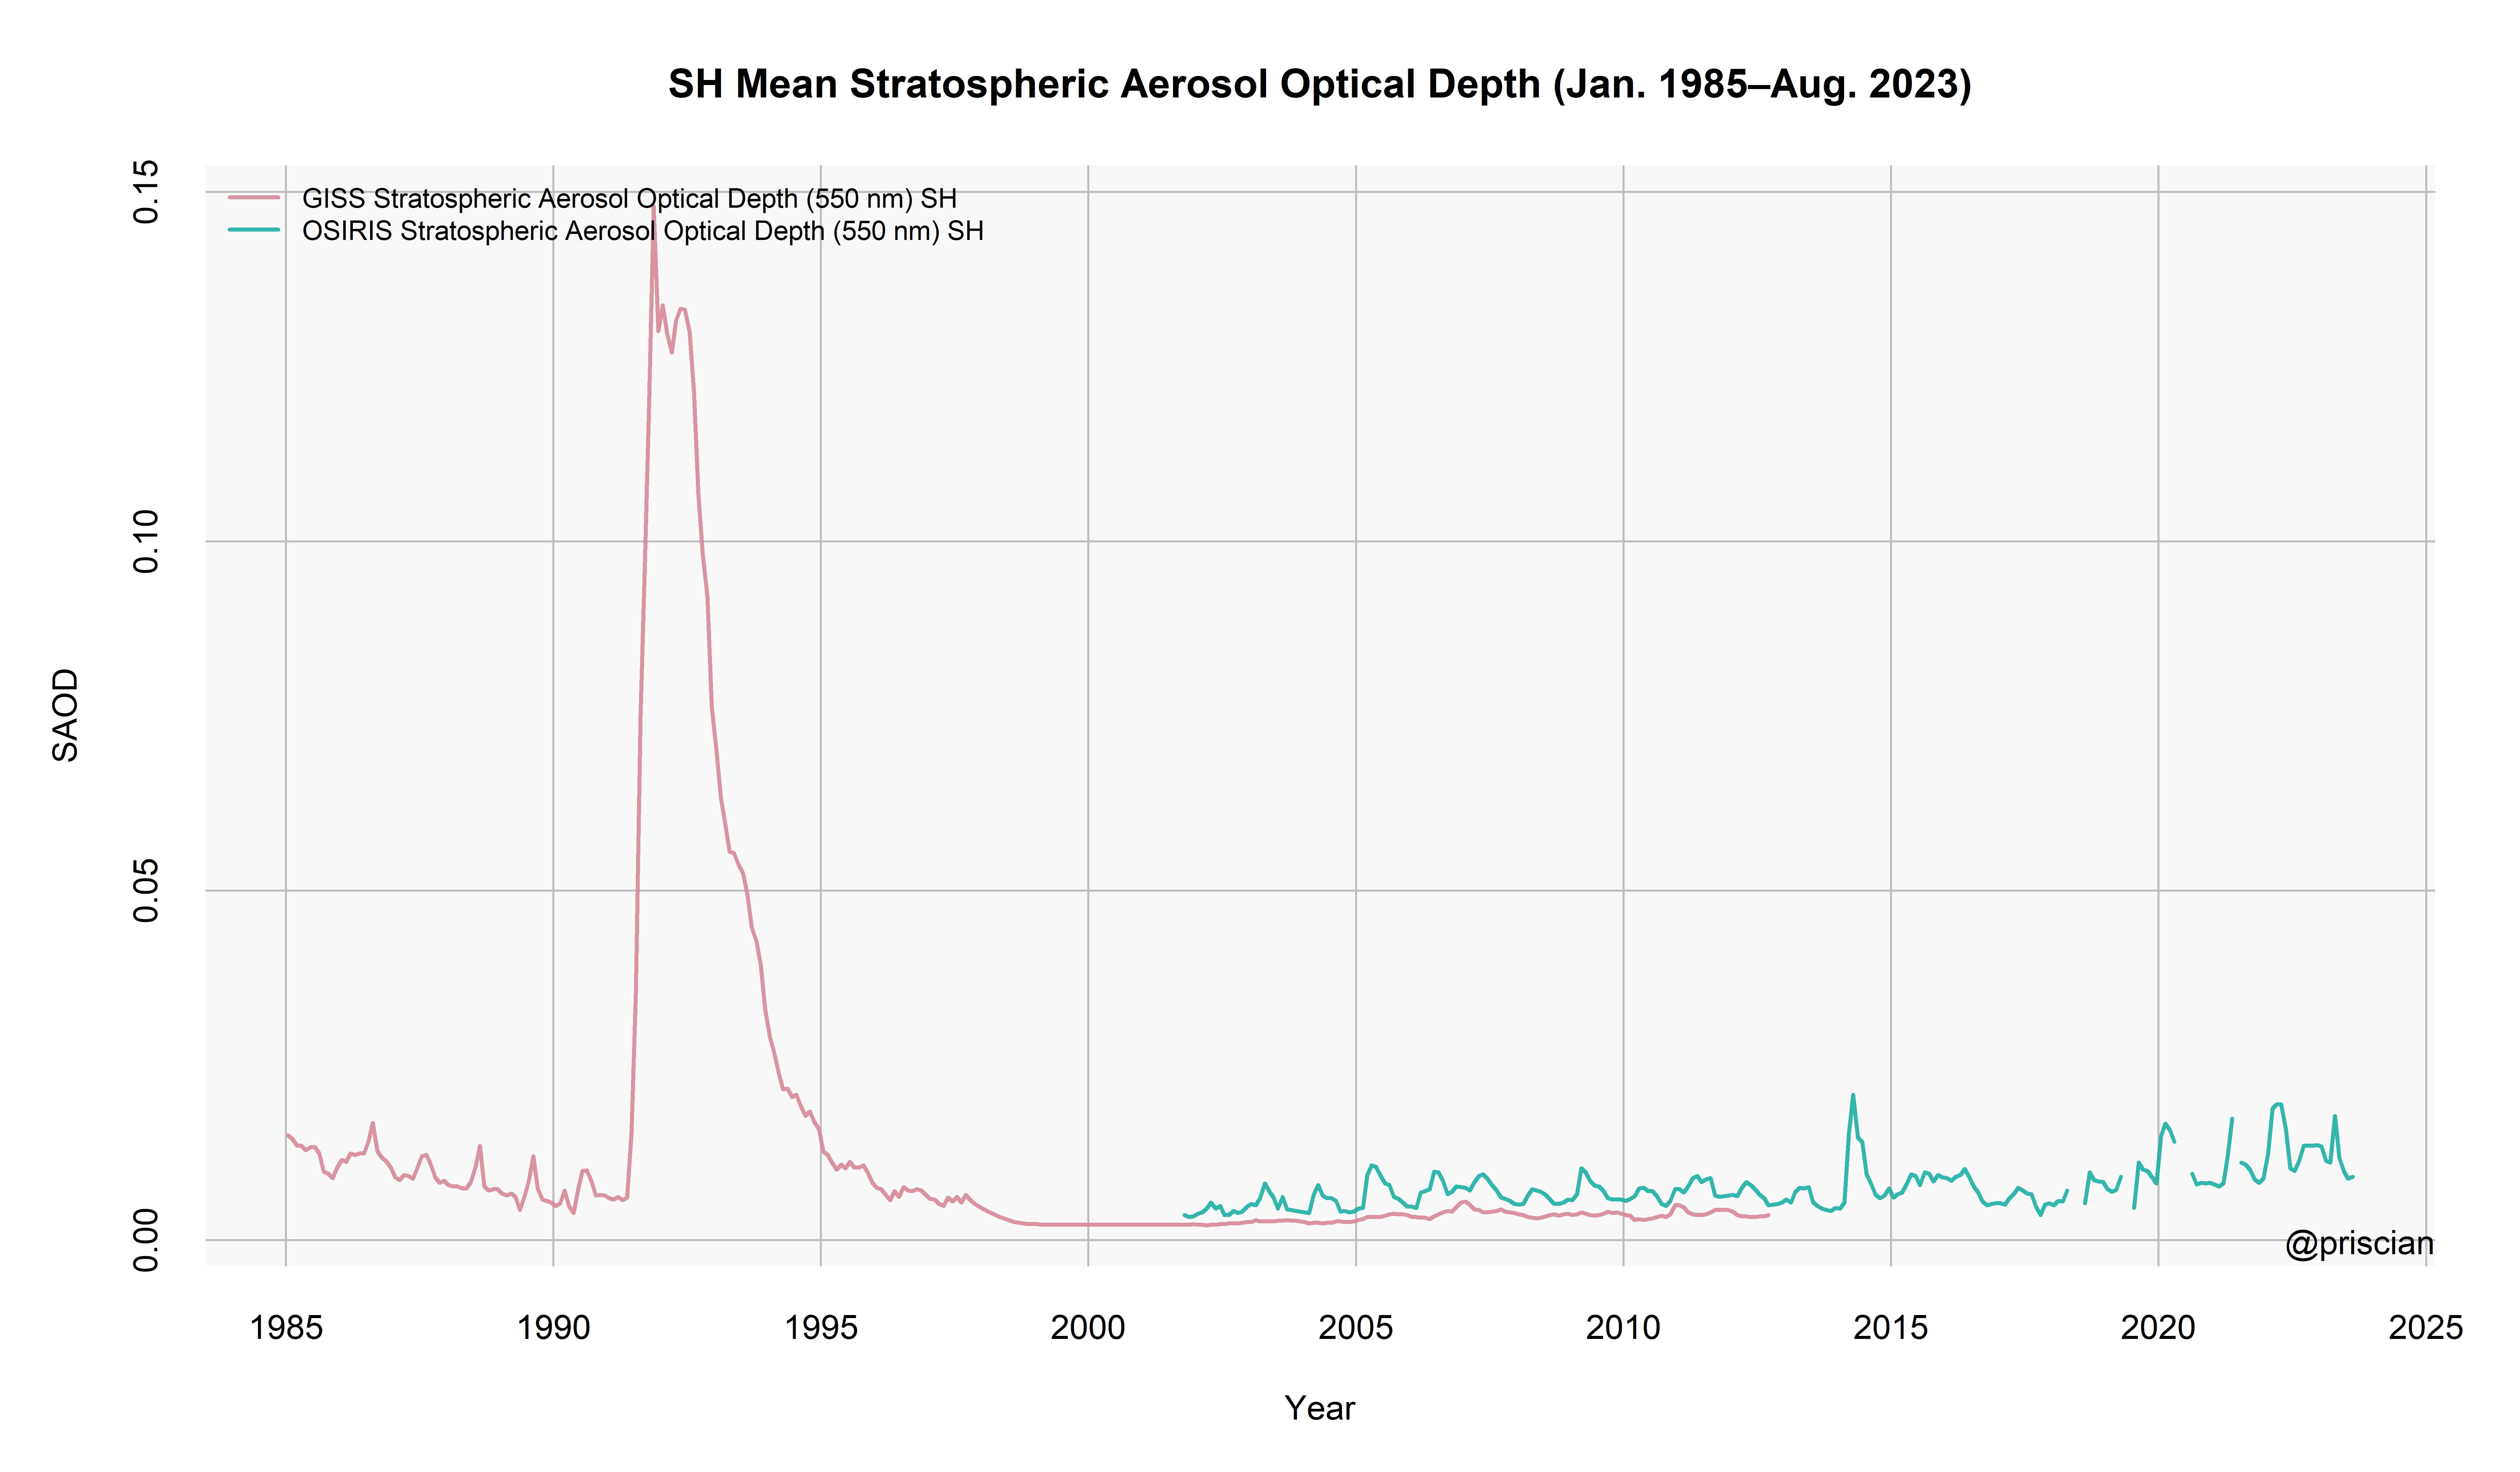 SH Mean Stratospheric Aerosol Optical Depth (Jan. 1985–Aug. 2023)
GISS Stratospheric Aerosol Optical Depth (550 nm) SH
OSIRIS Stratospheric Aerosol Optical Depth (550 nm) SH
0.15
0.10
0.05
0.00
SAOD
@priscian
1985 1990 1995 2000 2005 2010 2015 2020 2025
Year